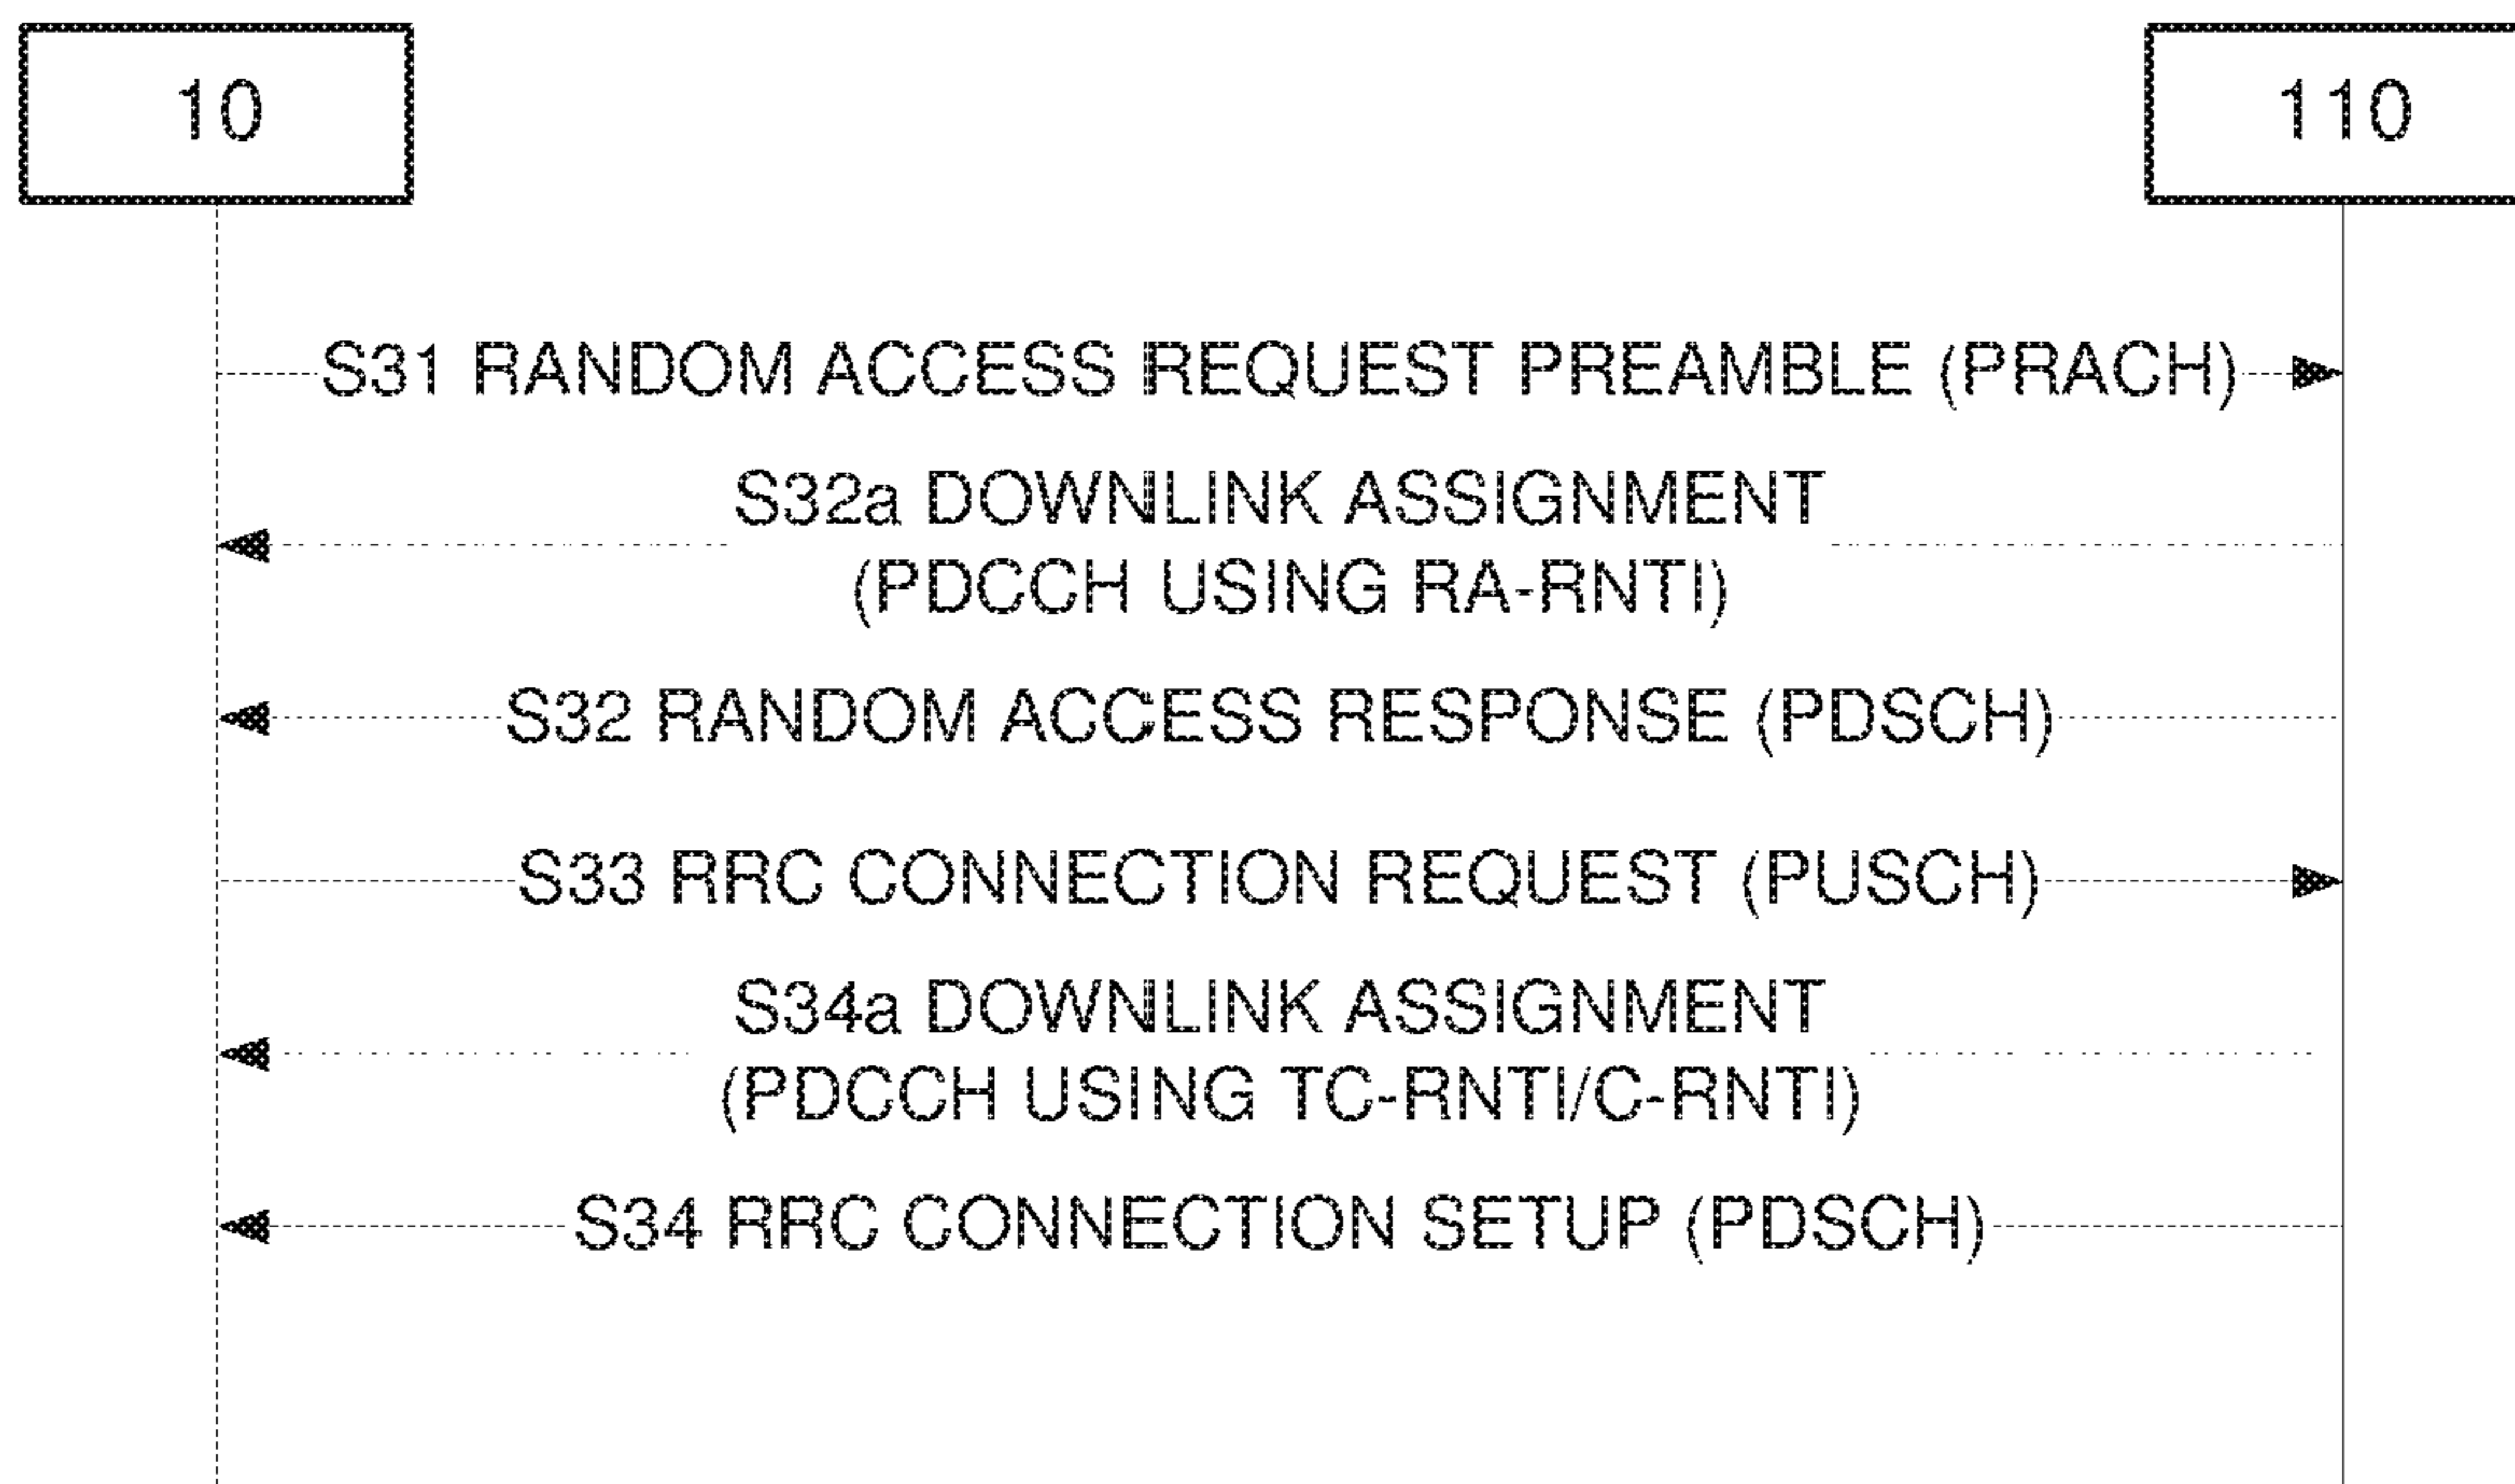 10
110
S31 RANDOM ACCESS REQUEST PREAMBLE (PRACH)
S32a DOWNLINK ASSIGNMENT
(PDCCH USING RA-RNTI)
S32 RANDOM ACCESS RESPONSE (PDSCH)
S33 RRC CONNECTION REQUEST (PUSCH)
S34a DOWNLINK ASSIGNMENT
(PDCCH USING TC-RNTI/C-RNTI)
S34 RRC CONNECTION SETUP (PDSCH)